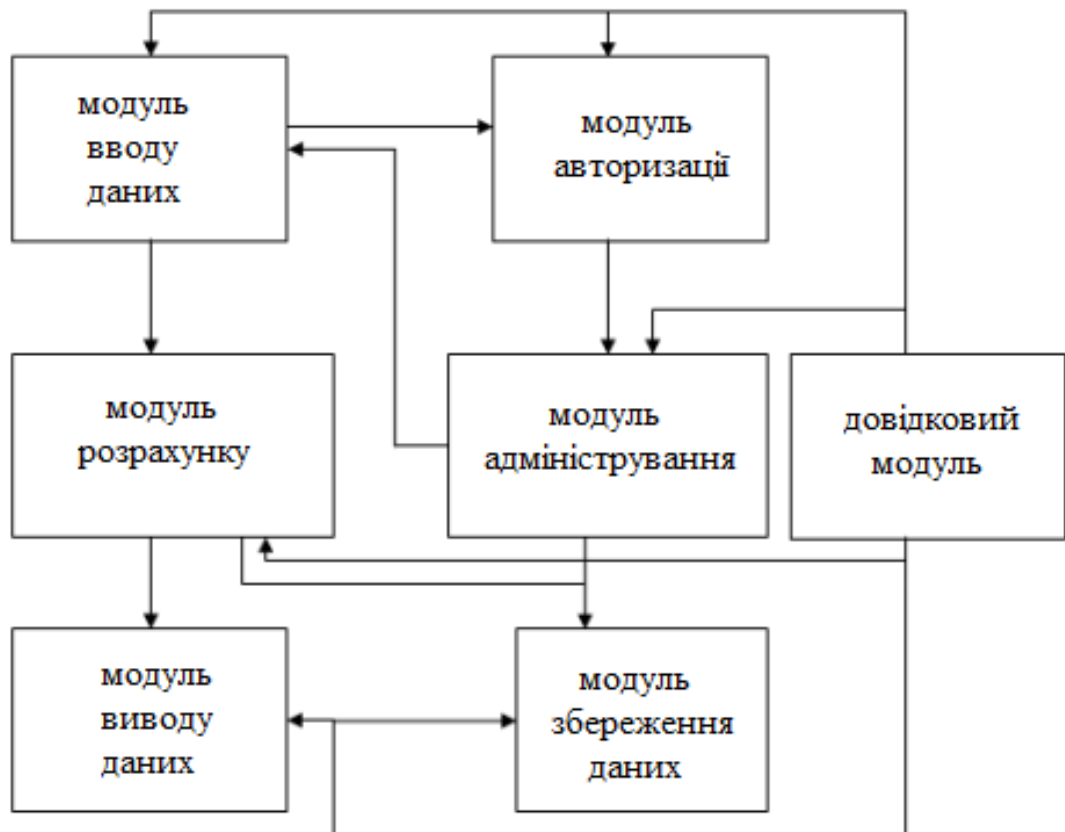 модуль
вводу
даних
модуль
авторизації
модуль
розрахунку
модуль
адміністрування
довідковий
модуль
модуль
виводу
даних
модуль
збереження
даних